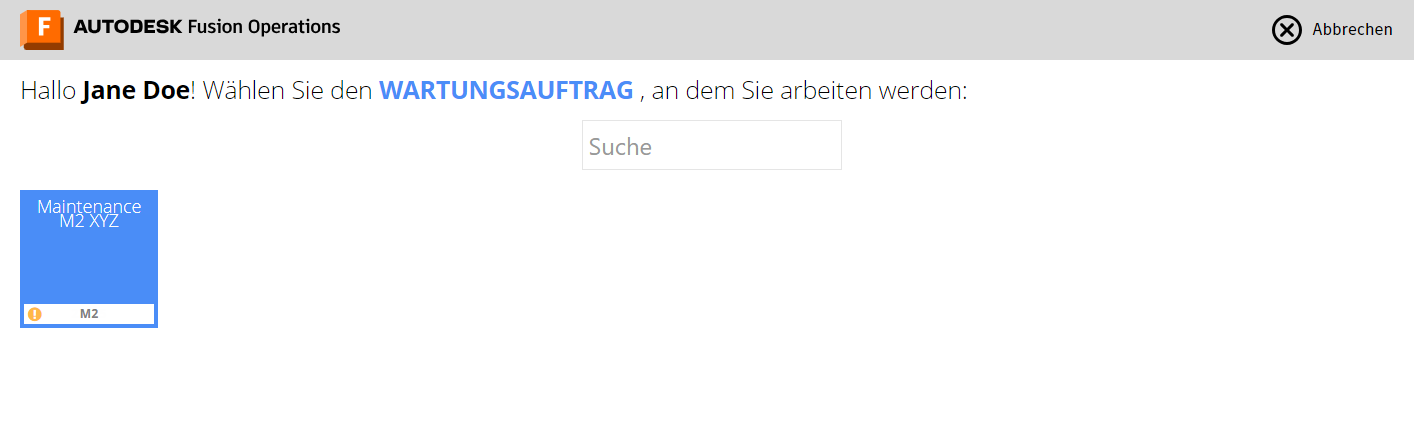 AUTODESK Fusion Operations
Abbrechen
Hallo Jane Doe! Wählen Sie den WARTUNGSAUFTRAG , an dem Sie arbeiten werden:
Suche
Maintenance
M2 XYZ
M2